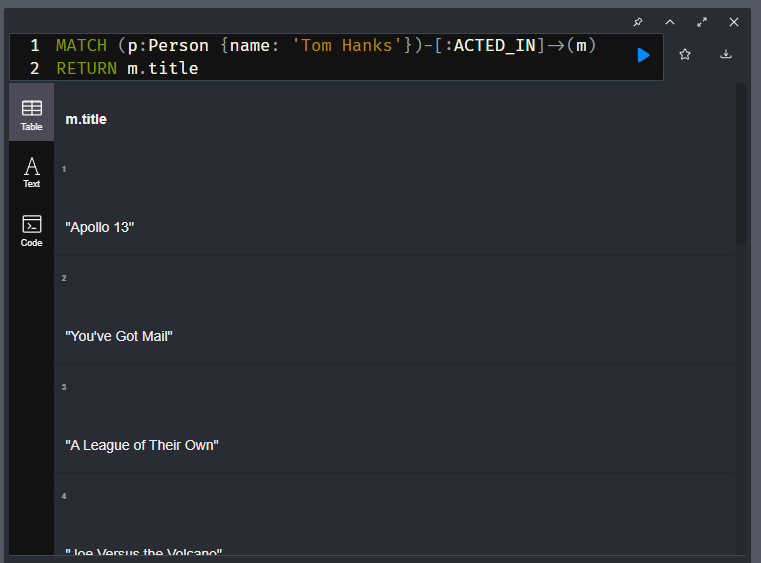 1 MATCH (p:Person {name: 'Tom Hanks'})-[:ACTED_IN]->(m)
2 RETURN m.title
Table
Text
Code
m.title
1
"Apollo 13"
2
"You've Got Mail"
3
"A League of Their Own"
4
"Joe Versus the Volcano"